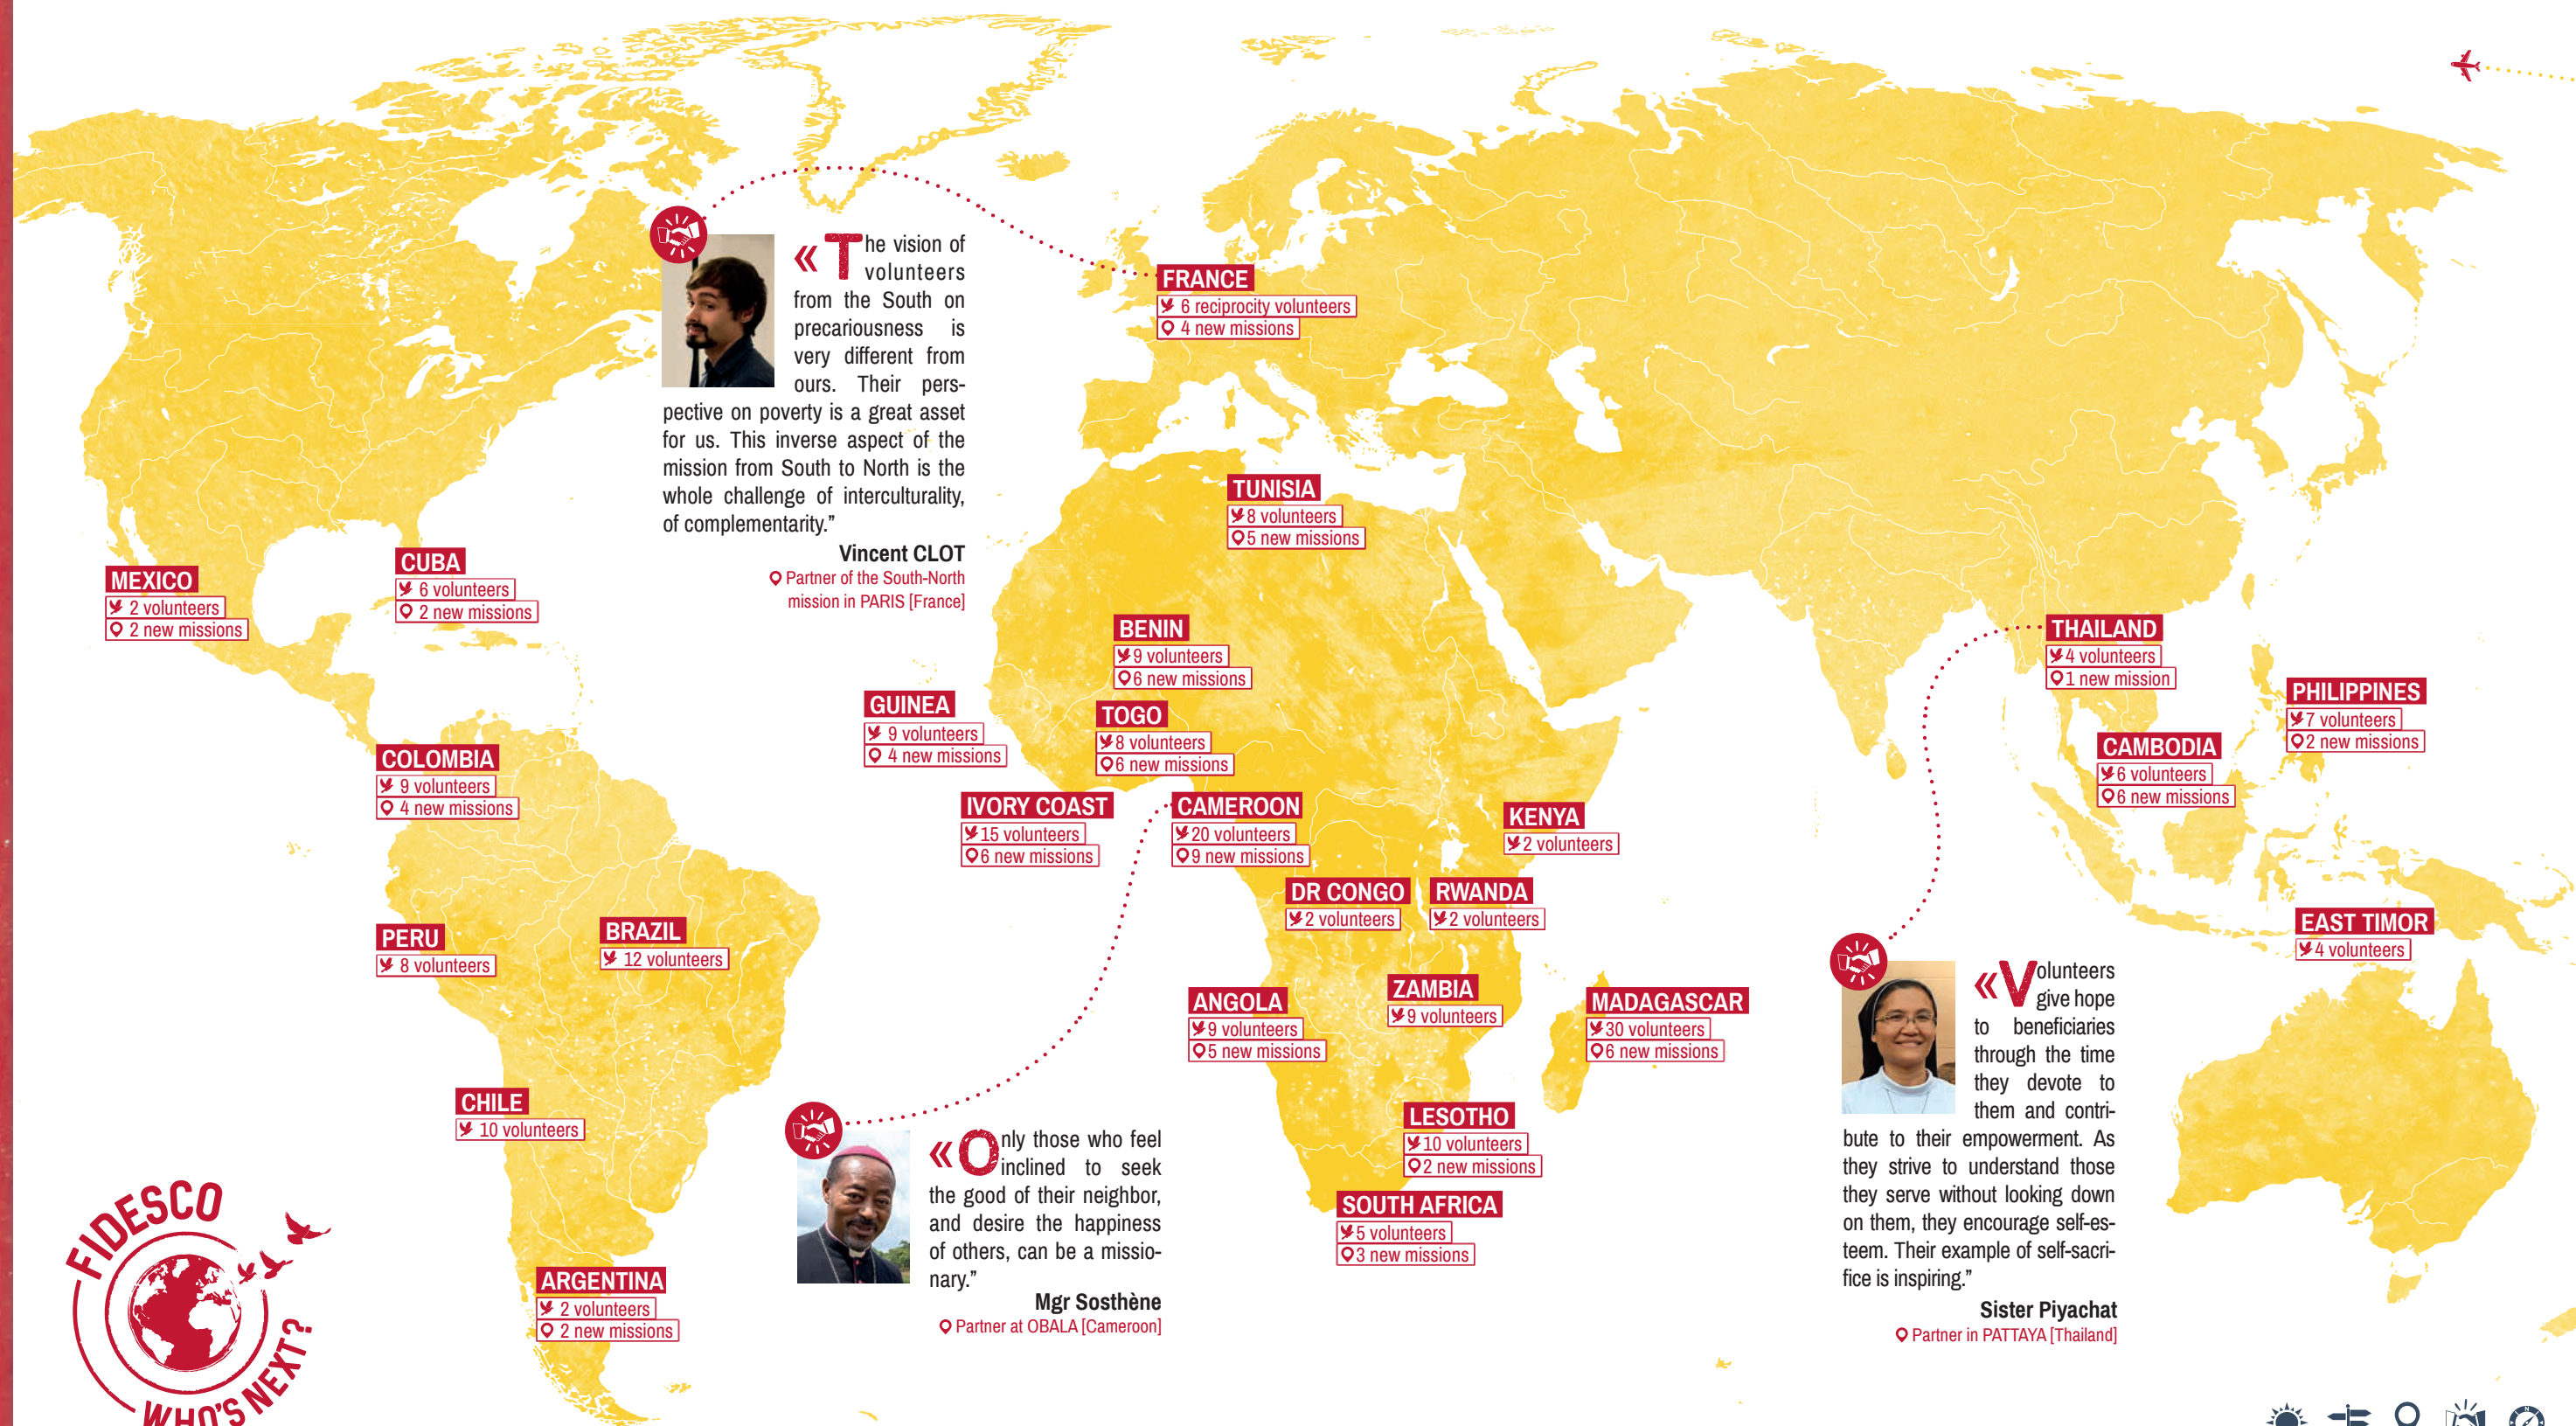 «The vision of
volunteers
from the South on
precariousness is
very different from
ours. Their pers-
pective on poverty is a great asset
for us. This inverse aspect of the
mission from South to North is the
whole challenge of interculturality,
of complementarity.”
Vincent CLOT
Partner of the South-North
mission in PARIS [France]
FRANCE
6 reciprocity volunteers
4 new missions
TUNISIA
8 volunteers
5 new missions
MEXICO
2 volunteers
2 new missions
CUBA
6 volunteers
2 new missions
BENIN
9 volunteers
6 new missions
THAILAND
4 volunteers
1 new mission
PHILIPPINES
7 volunteers
2 new missions
GUINEA
9 volunteers
4 new missions
TOGO
8 volunteers
6 new missions
CAMBODIA
6 volunteers
6 new missions
COLOMBIA
9 volunteers
4 new missions
IVORY COAST
15 volunteers
6 new missions
CAMEROON
20 volunteers
9 new missions
KENYA
2 volunteers
DR CONGO
2 volunteers
RWANDA
2 volunteers
PERU
8 volunteers
BRAZIL
12 volunteers
EAST TIMOR
4 volunteers
ANGOLA
9 volunteers
5 new missions
ZAMBIA
9 volunteers
MADAGASCAR
30 volunteers
6 new missions
CHILE
10 volunteers
LESOTHO
10 volunteers
2 new missions
SOUTH AFRICA
5 volunteers
3 new missions
ARGENTINA
2 volunteers
2 new missions
«Only those who feel
inclined to seek
the good of their neighbor,
and desire the happiness
of others, can be a missio-
nary.”
Mgr Sosthène
Partner at OBALA [Cameroon]
«Volunteers
give hope
to beneficiaries
through the time
they devote to
them and contri-
bute to their empowerment. As
they strive to understand those
they serve without looking down
on them, they encourage self-es-
teem. Their example of self-sacri-
fice is inspiring.”
Sister Piyachat
Partner in PATTAYA [Thailand]
FIDESCO
WHO'S NEXT?
N